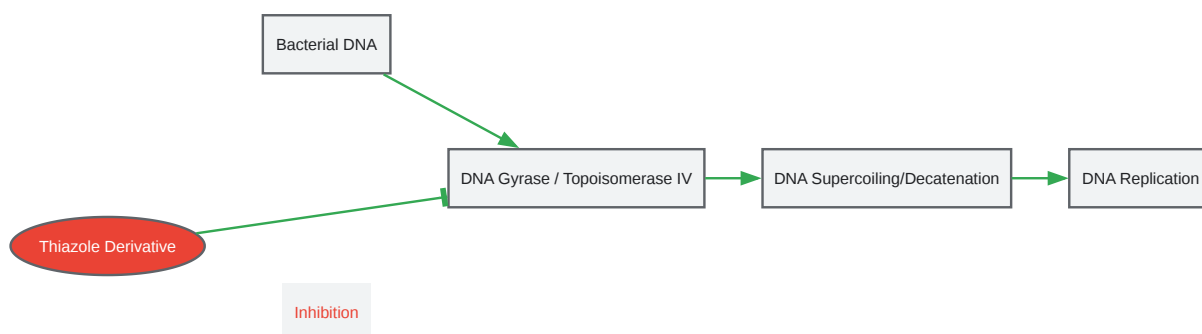 Bacterial DNA
DNA Gyrase / Topoisomerase IV
DNA Supercoiling/Decatenation
DNA Replication
Thiazole Derivative
Inhibition